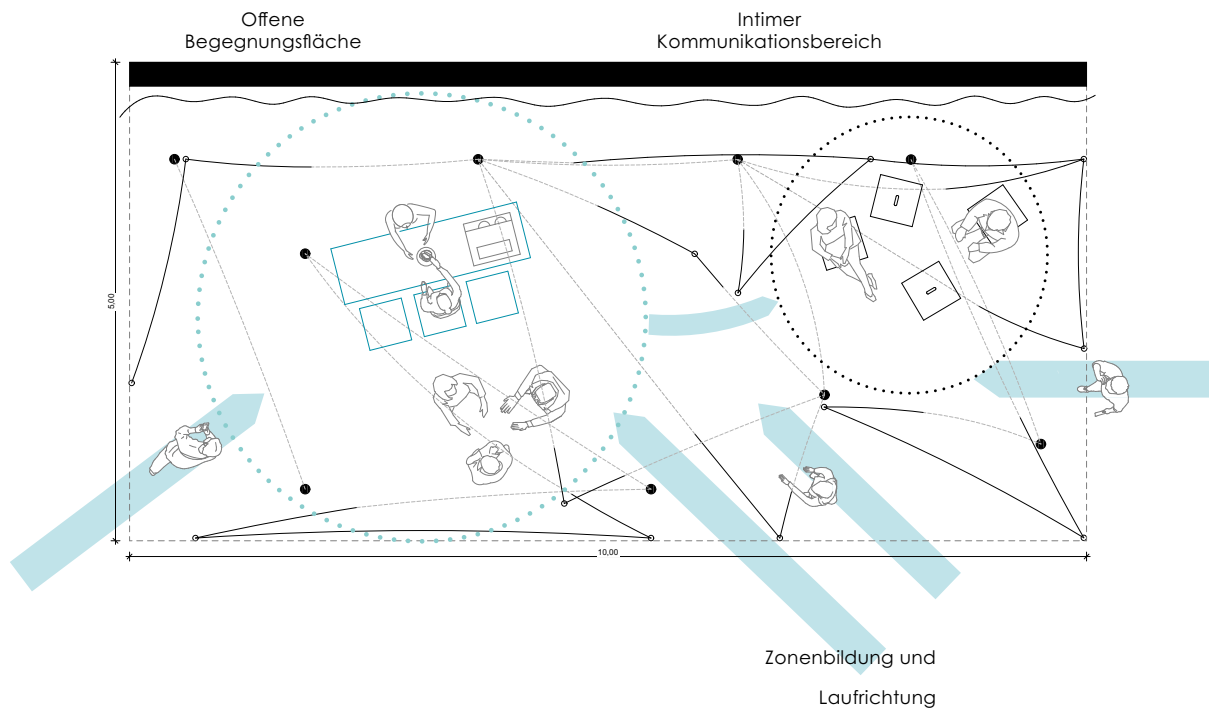 Offene
Begegnungsfläche
Intimer
Kommunikationsbereich
5,00
10,00
Zonenbildung und
Laufrichtung